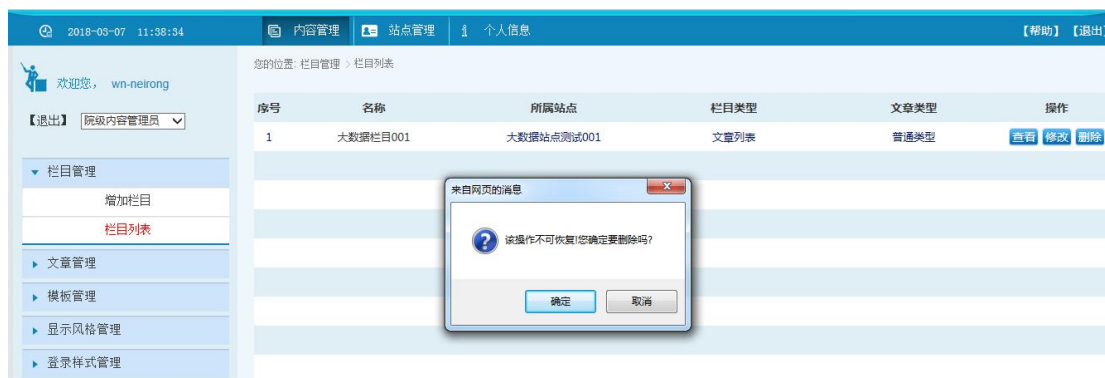 2018-03-07 11:38:34 内容管理 站点管理 个人信息 【帮助】 【退出】
您的位置: 栏目管理 > 栏目列表
欢迎您, wn-neirong
【退出】 院级内容管理员
序号 名称 所属站点 栏目类型 文章类型 操作
1 大数据栏目001 大数据站点测试001 文章列表 普通类型 查看 修改 删除
栏目管理
增加栏目
栏目列表
文章管理
模板管理
显示风格管理
登录样式管理
来自网页的消息
该操作不可恢复!您确定要删除吗?
确定 取消